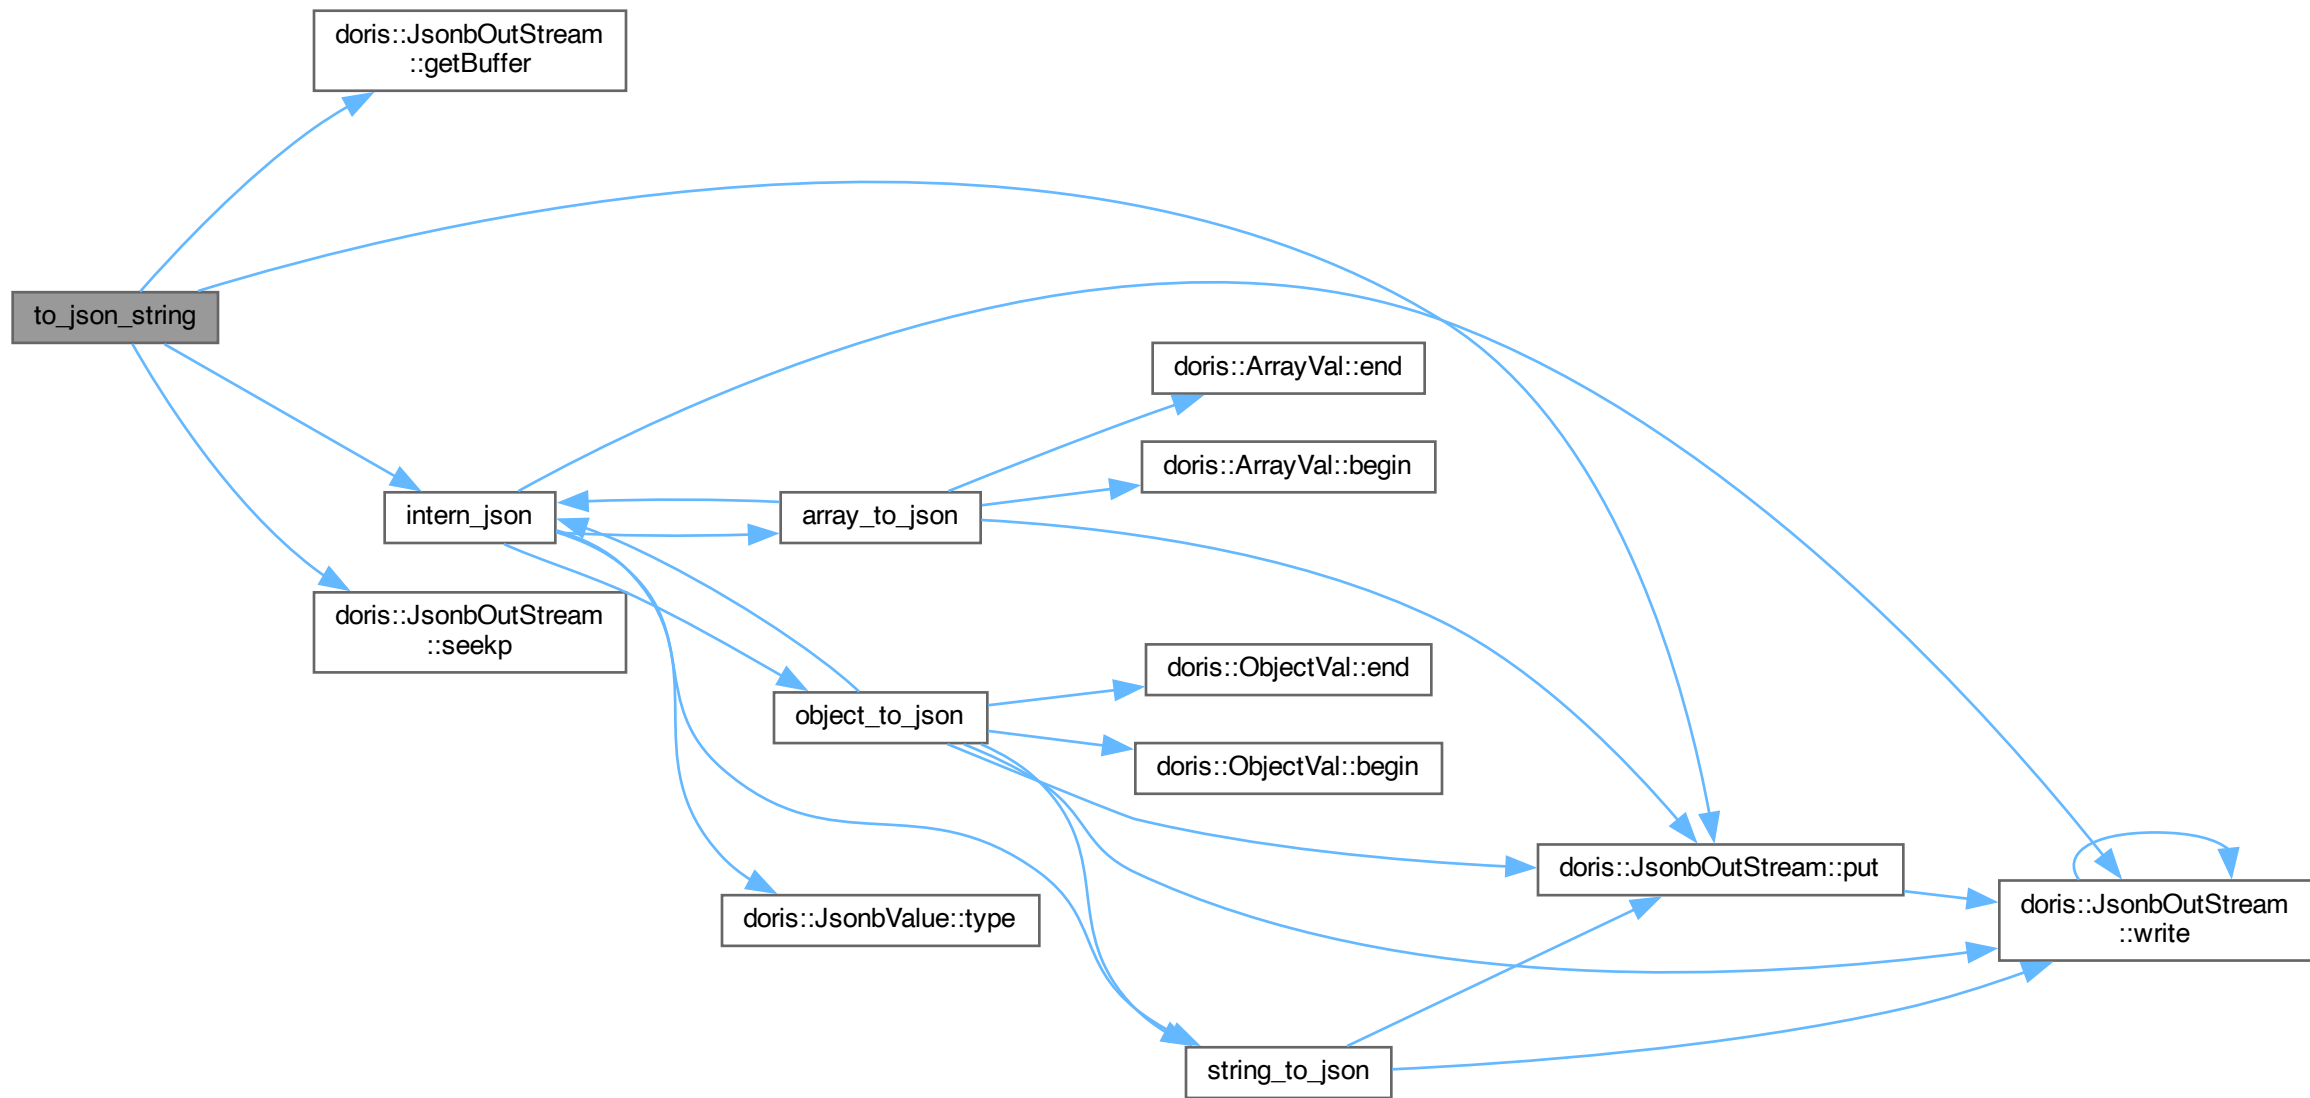 doris::JsonbOutStream
::getBuffer
to_json_string
doris::ArrayVal::end
doris::ArrayVal::begin
intern_json
array_to_json
doris::JsonbOutStream
::seekp
doris::ObjectVal::end
object_to_json
doris::ObjectVal::begin
doris::JsonbOutStream::put
doris::JsonbValue::type
doris::JsonbOutStream
::write
string_to_json